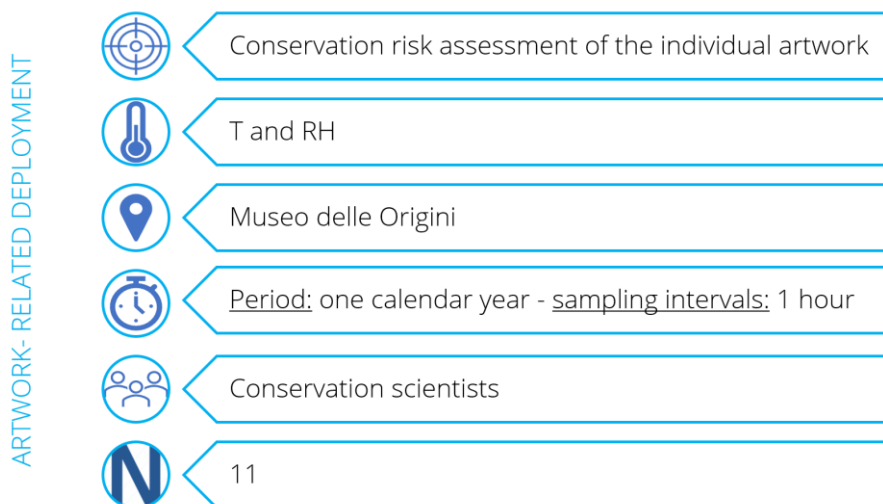 ARTWORK- RELATED DEPLOYMENT
Conservation risk assessment of the individual artwork
T and RH
Museo delle Origini
Period: one calendar year - sampling intervals: 1 hour
Conservation scientists
N
11